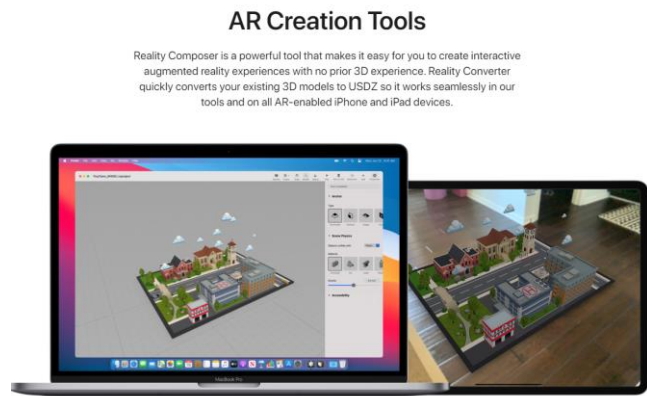 AR Creation Tools
Reality Composer is a powerful tool that makes it easy for you to create interactive
augmented reality experiences with no prior 3D experience. Reality Converter
quickly converts your existing 3D models to USDZ so it works seamlessly in our
tools and on all AR-enabled iPhone and iPad devices.
MacBook Pro